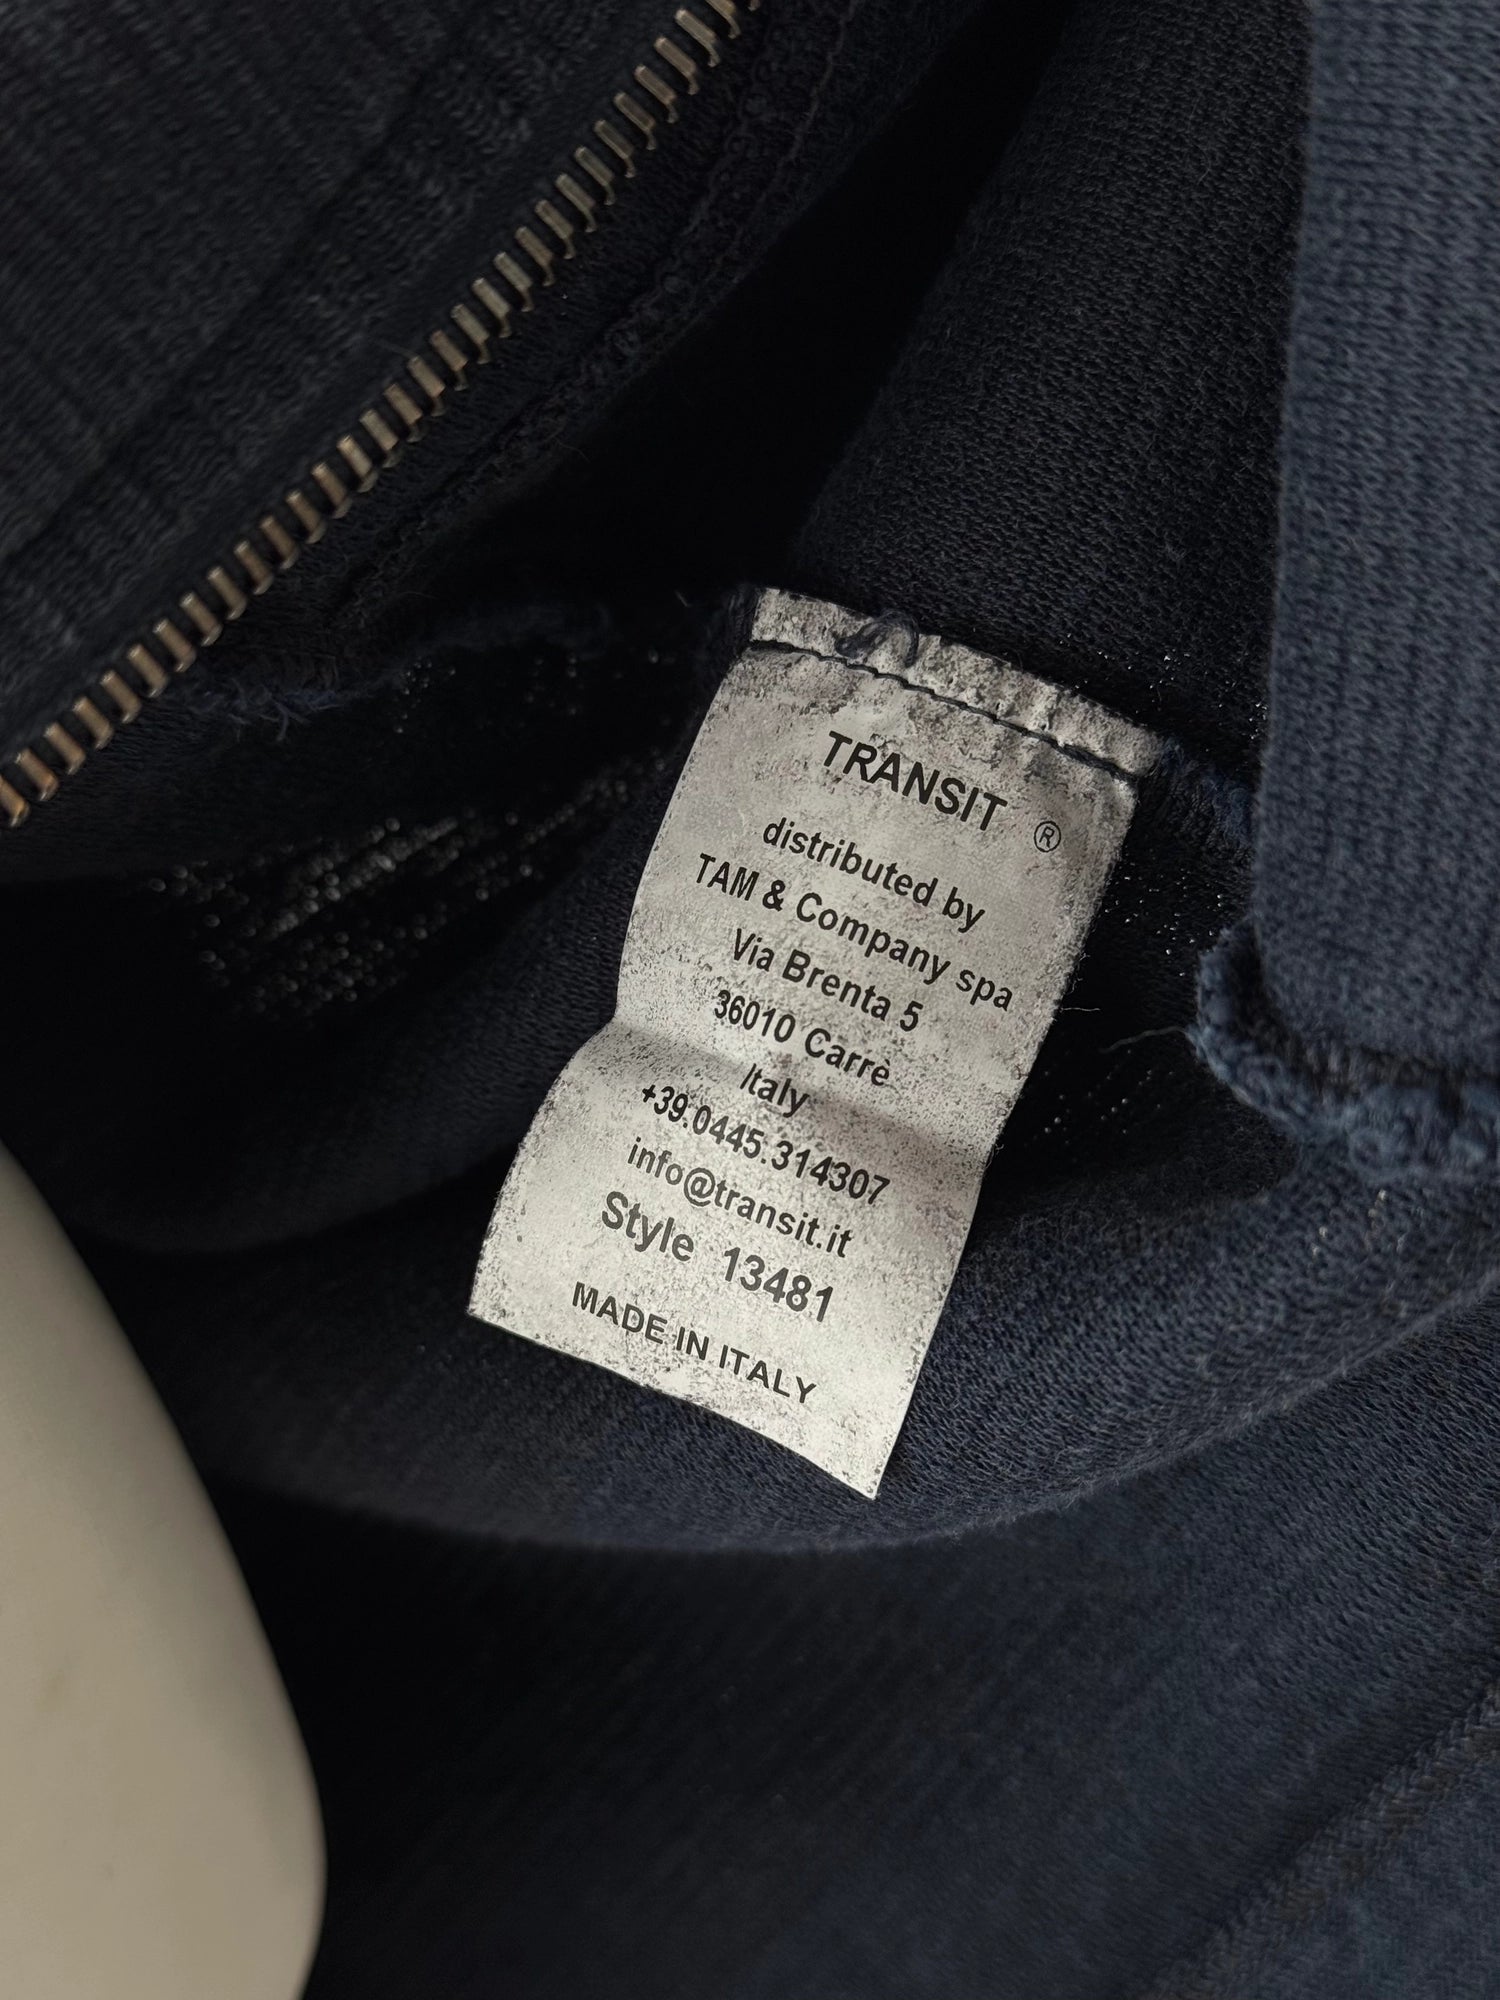 TRANSIT ®
distributed by
TAM & Company spa
Via Brenta 5
36010 Carrè
Italy
+39.0445.314307
info@transit.it
Style 13481
MADE IN ITALY